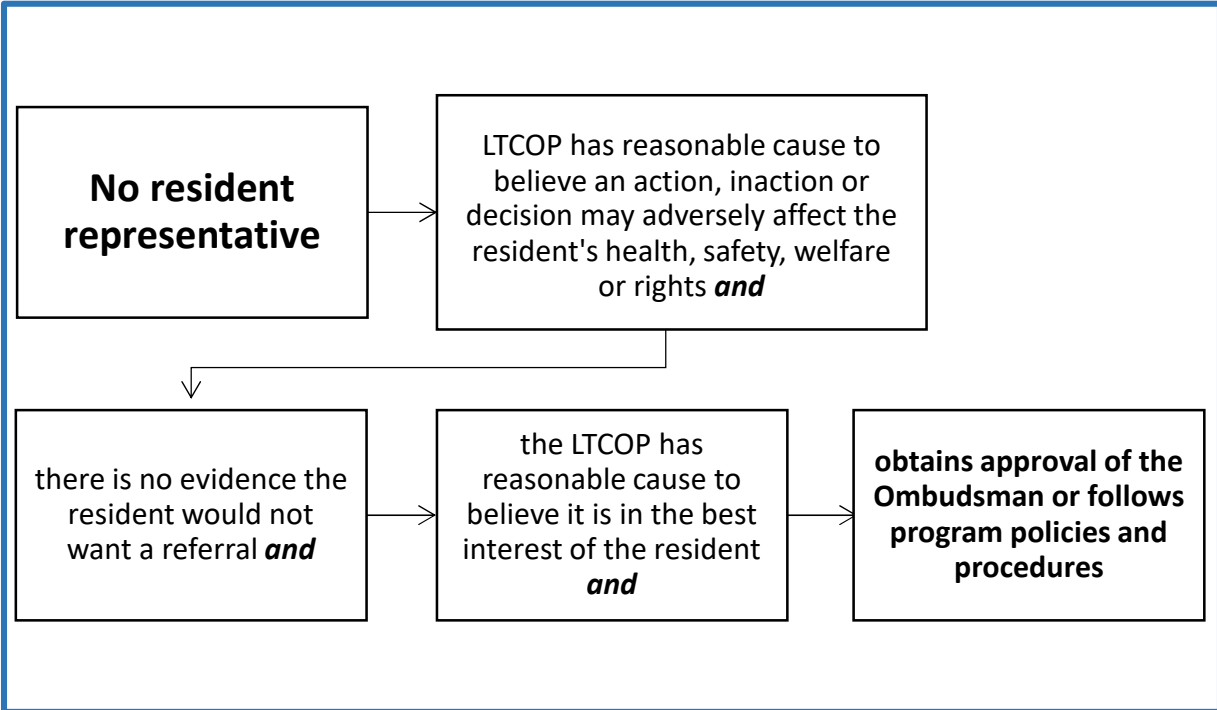 No resident
representative
LTCOP has reasonable cause to
believe an action, inaction or
decision may adversely affect the
resident's health, safety, welfare
or rights and
there is no evidence the
resident would not
want a referral and
the LTCOP has
reasonable cause to
believe it is in the best
interest of the resident
and
obtains approval of the
Ombudsman or follows
program policies and
procedures